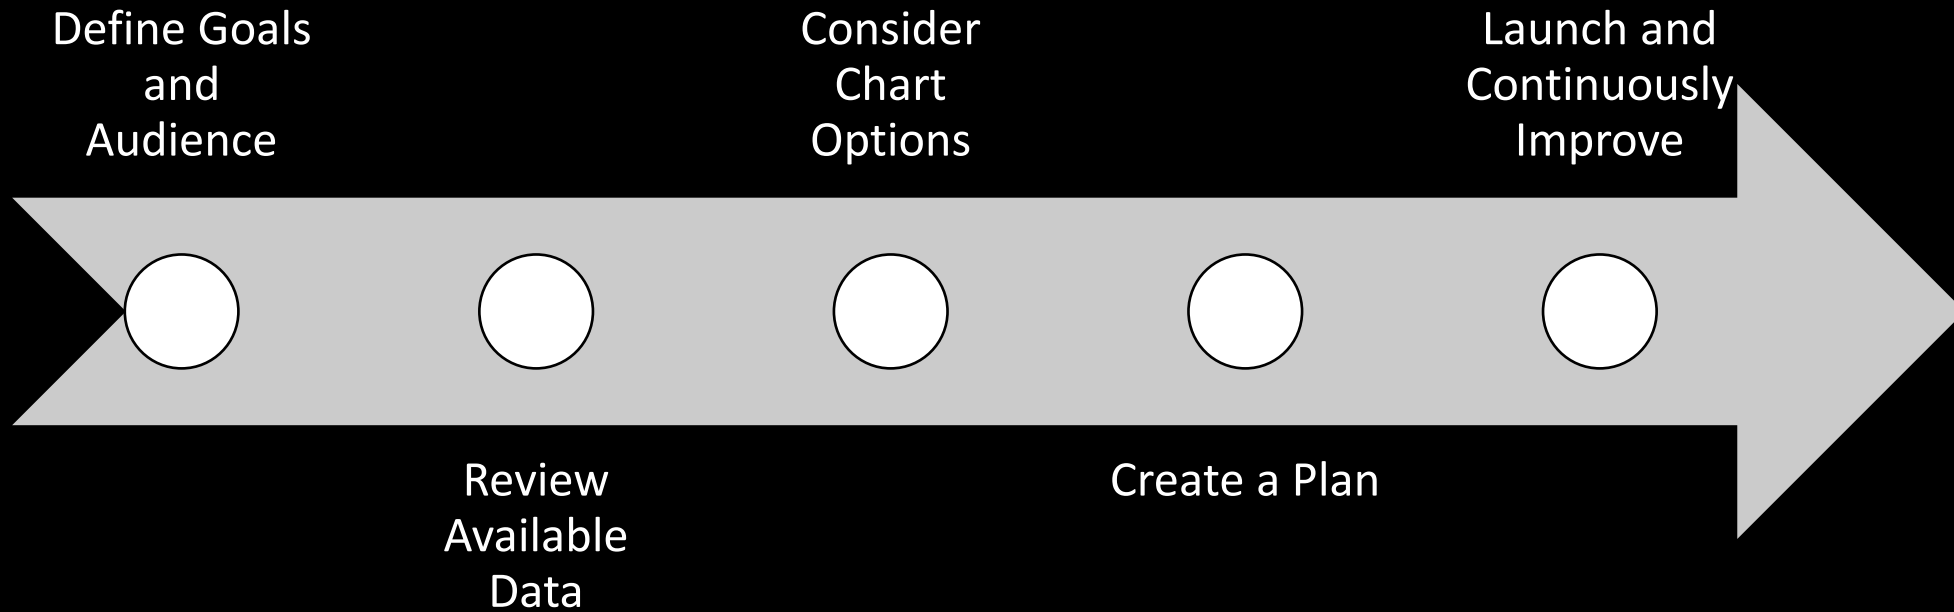 Define Goals
and
Audience
Review
Available
Data
Consider
Chart
Options
Create a Plan
Launch and
Continuously
Improve